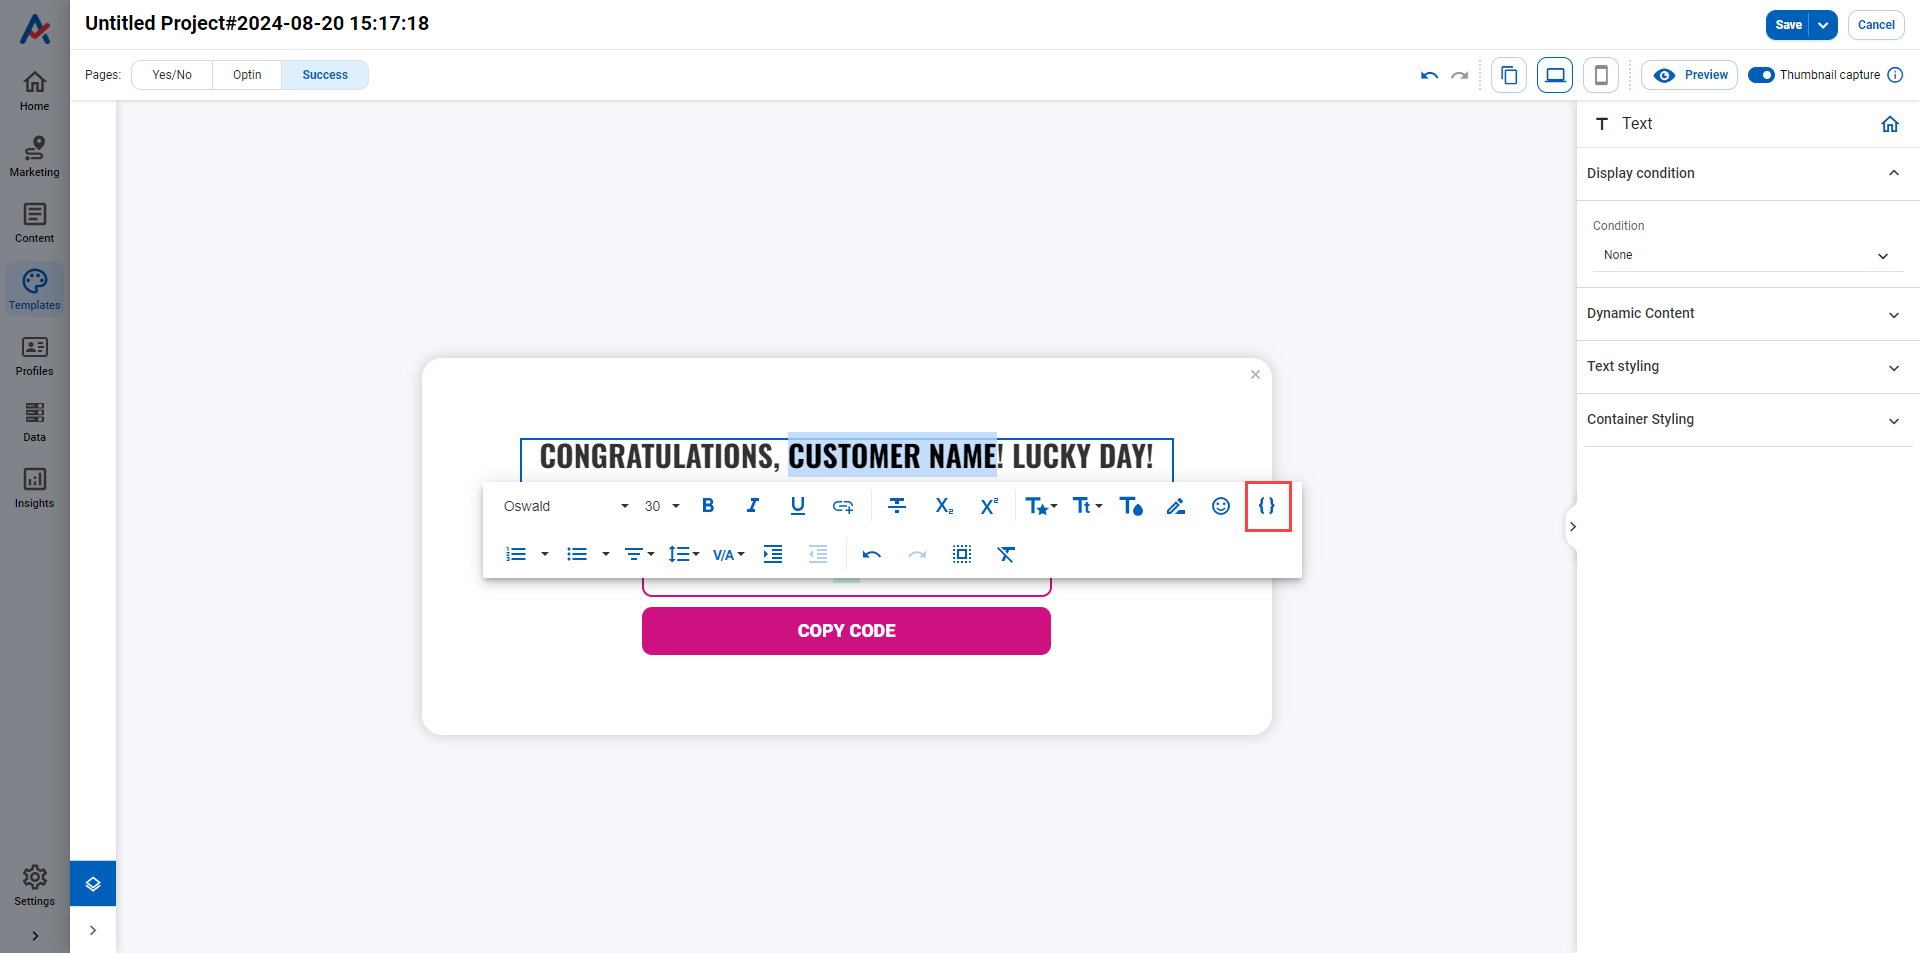 Untitled Project#2024-08-20 15:17:18
Save
Cancel
Pages:
Yes/No
Optin
Success
Preview
Thumbnail capture
Home
Marketing
Content
Templates
Profiles
Data
Insights
Settings
Text
Display condition
Condition
None
Dynamic Content
Text styling
Container Styling
CONGRATULATIONS, CUSTOMER NAME! LUCKY DAY!
Oswald
30
COPY CODE